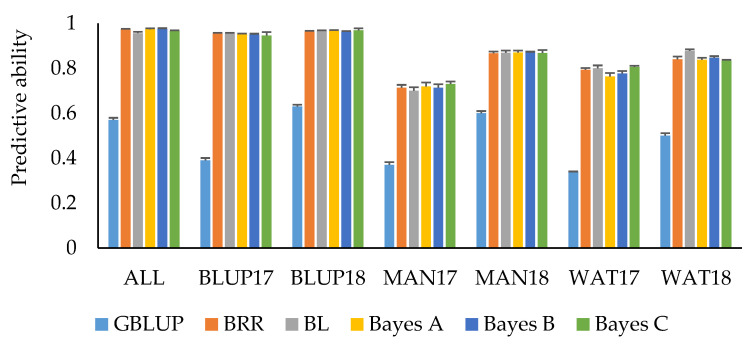 Predictive ability
1
0.8
0.6
0.4
0.2
0
ALL BLUP17 BLUP18 MAN17 MAN18 WAT17 WAT18
GBLUP BRR BL Bayes A Bayes B Bayes C